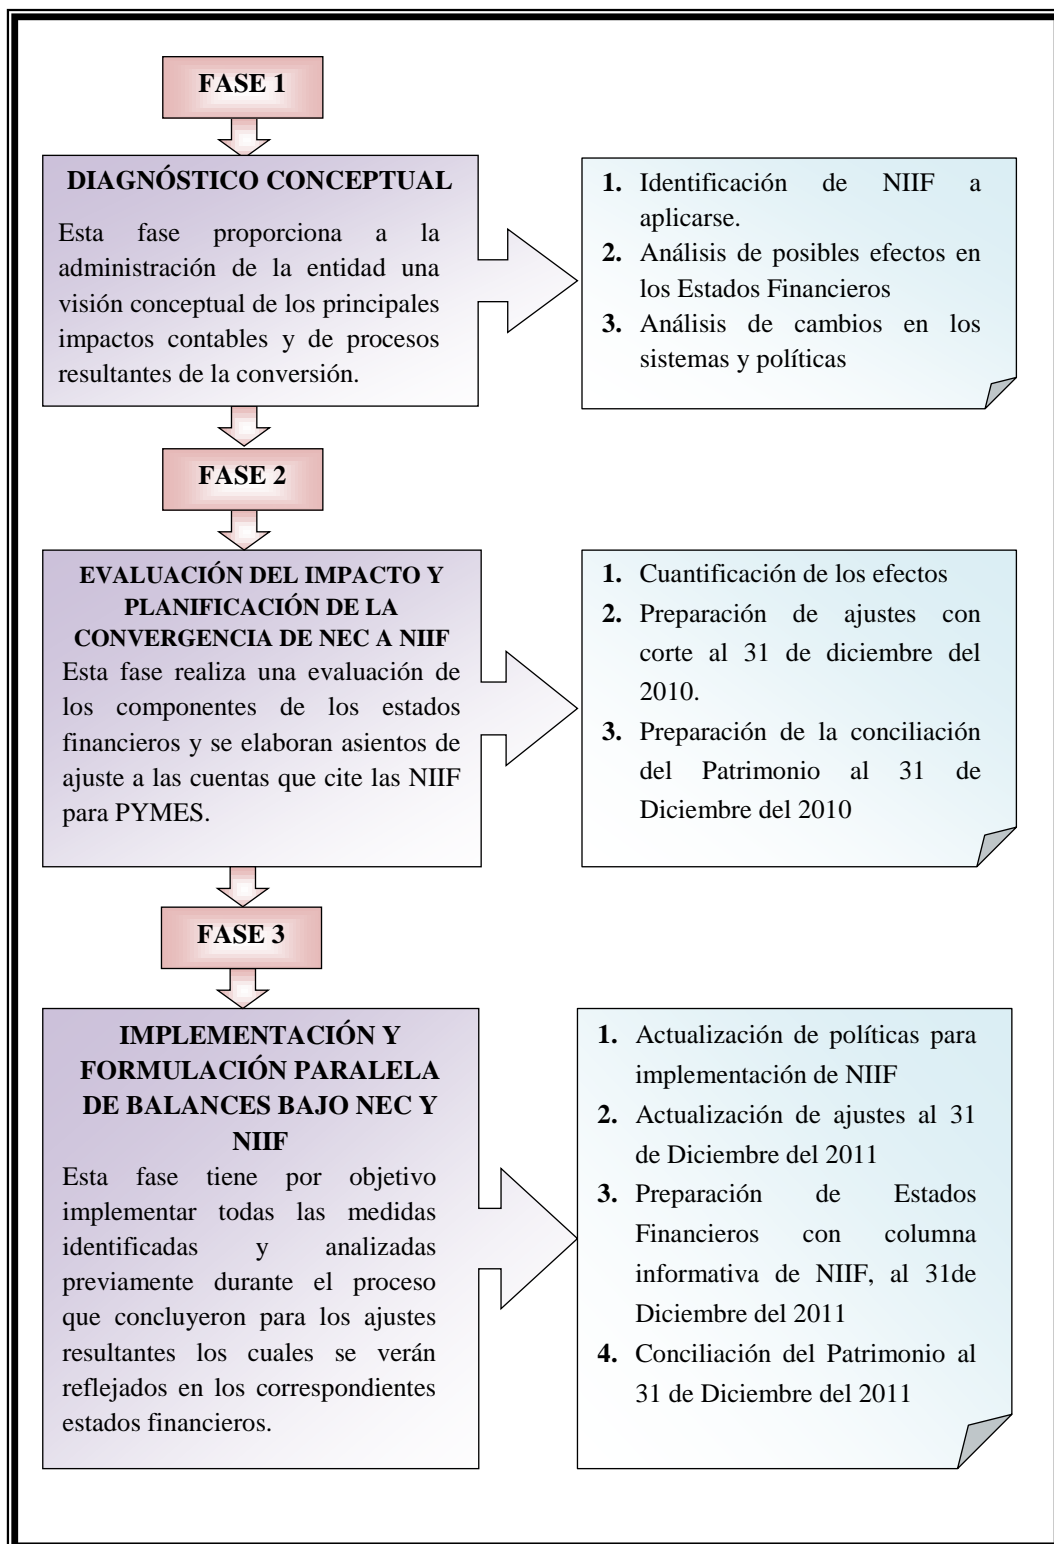 FASE 1
DIAGNÓSTICO CONCEPTUAL
Esta fase proporciona a la
administración de la entidad una
visión conceptual de los principales
impactos contables y de procesos
resultantes de la conversión.
1. Identificación de NIIF a
aplicarse.
2. Análisis de posibles efectos en
los Estados Financieros
3. Análisis de cambios en los
sistemas y políticas
FASE 2
EVALUACIÓN DEL IMPACTO Y
PLANIFICACIÓN DE LA
CONVERGENCIA DE NEC A NIIF
Esta fase realiza una evaluación de
los componentes de los estados
financieros y se elaboran asientos de
ajuste a las cuentas que cite las NIIF
para PYMES.
1. Cuantificación de los efectos
2. Preparación de ajustes con
corte al 31 de diciembre del
2010.
3. Preparación de la conciliación
del Patrimonio al 31 de
Diciembre del 2010
FASE 3
IMPLEMENTACIÓN Y
FORMULACIÓN PARALELA
DE BALANCES BAJO NEC Y
NIIF
Esta fase tiene por objetivo
implementar todas las medidas
identificadas y analizadas
previamente durante el proceso
que concluyeron para los ajustes
resultantes los cuales se verán
reflejados en los correspondientes
estados financieros.
1. Actualización de políticas para
implementación de NIIF
2. Actualización de ajustes al 31
de Diciembre del 2011
3. Preparación de Estados
Financieros con columna
informativa de NIIF, al 31de
Diciembre del 2011
4. Conciliación del Patrimonio al
31 de Diciembre del 2011